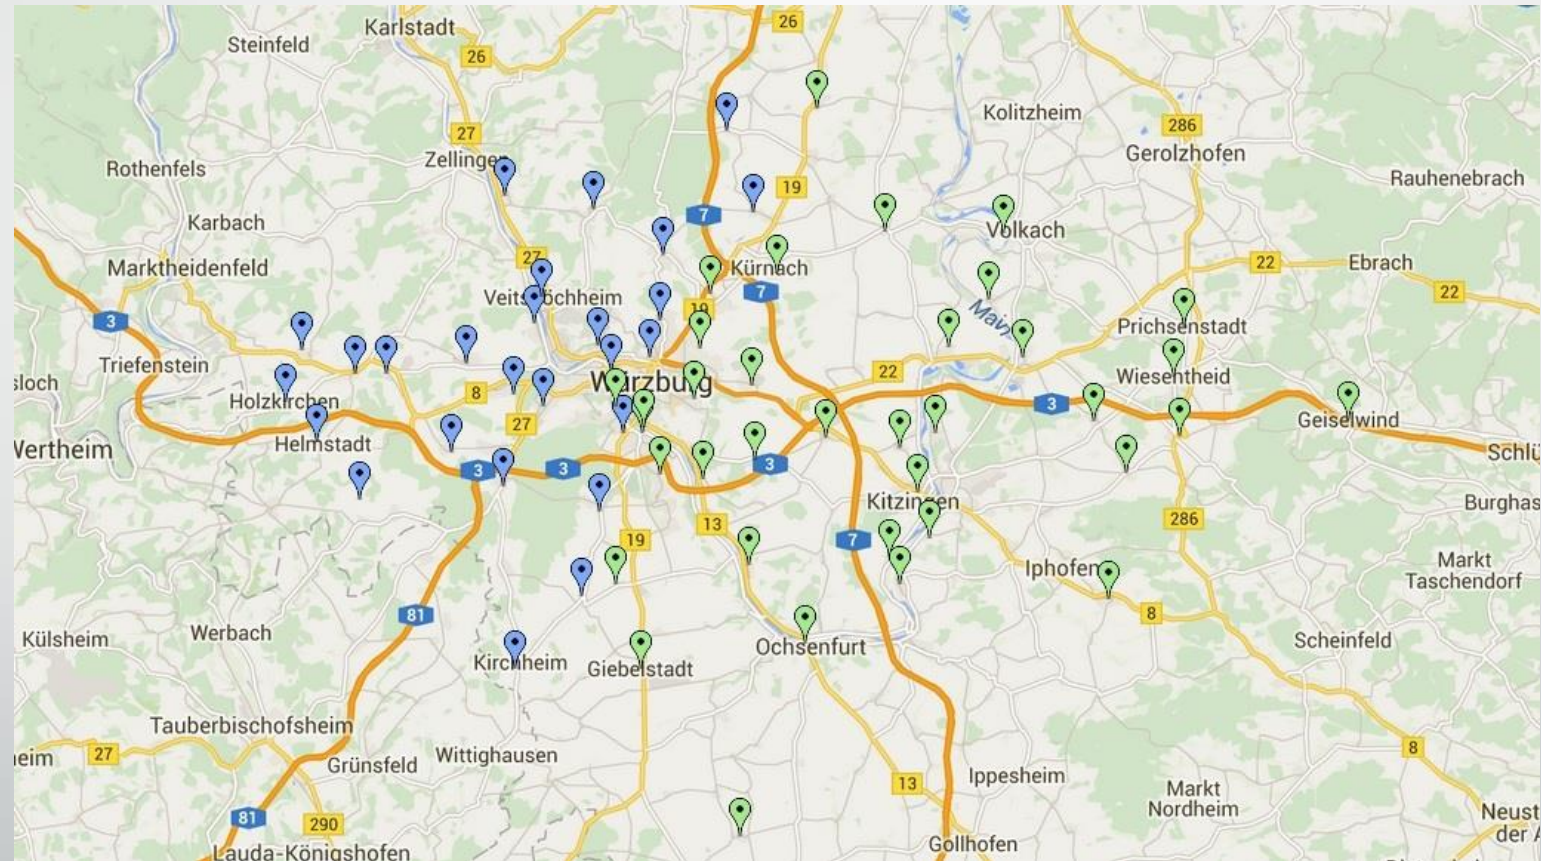 26
Karlstadt
Steinfeld
26
Kolitzheim
27
286
Zellingen
Gerolzhofen
Rothenfels
Rauhenebrach
19
7
Karbach
Volkach
27
Marktheidenfeld
Kürnach
22
Ebrach
7
22
Veitshöchheim
19
Main
3
Prichsenstadt
Triefenstein
22
Wiesentheid
sloch
Würzburg
8
Holzkirchen
3
27
Geiselwind
Helmstadt
Wertheim
Schlü
3
3
3
Kitzingen
Burghas
13
286
19
7
Iphofen
Markt
Taschendorf
81
8
Külsheim
Werbach
Scheinfeld
Ochsenfurt
Kirchheim
Giebelstadt
Tauberbischofsheim
27
eim
Wittighausen
8
Grünsfeld
Ippesheim
13
Markt
Nordheim
81
290
Neust
der A
Gollhofen
Lauda-Königshofen